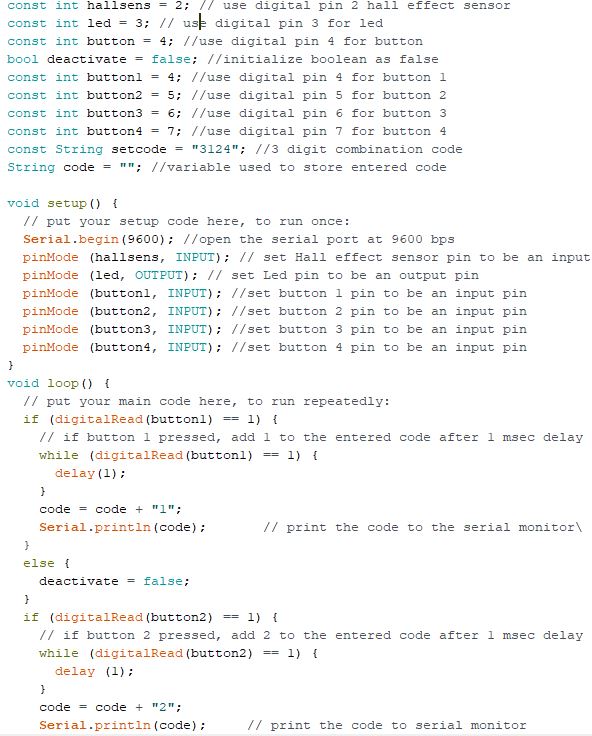 const int hallsens = 2; // use digital pin 2 hall effect sensor
const int led = 3; // use digital pin 3 for led
const int button = 4; //use digital pin 4 for button
bool deactivate = false; //initialize boolean as false
const int button1 = 4; //use digital pin 4 for button 1
const int button2 = 5; //use digital pin 5 for button 2
const int button3 = 6; //use digital pin 6 for button 3
const int button4 = 7; //use digital pin 7 for button 4
const String setcode = "3124"; //3 digit combination code
String code = ""; //variable used to store entered code

void setup() {
  // put your setup code here, to run once:
  Serial.begin(9600); //open the serial port at 9600 bps
  pinMode (hallsens, INPUT); // set Hall effect sensor pin to be an input
  pinMode (led, OUTPUT); // set Led pin to be an output pin
  pinMode (button1, INPUT); //set button 1 pin to be an input pin
  pinMode (button2, INPUT); //set button 2 pin to be an input pin
  pinMode (button3, INPUT); //set button 3 pin to be an input pin
  pinMode (button4, INPUT); //set button 4 pin to be an input pin
}
void loop() {
  // put your main code here, to run repeatedly:
  if (digitalRead(button1) == 1) {
    // if button 1 pressed, add 1 to the entered code after 1 msec delay
    while (digitalRead(button1) == 1) {
      delay(1);
    }
    code = code + "1";
    Serial.println(code);       // print the code to the serial monitor\
  }
  else {
    deactivate = false;
  }
  if (digitalRead(button2) == 1) {
    // if button 2 pressed, add 2 to the entered code after 1 msec delay
    while (digitalRead(button2) == 1) {
      delay (1);
    }
    code = code + "2";
    Serial.println(code);     // print the code to serial monitor